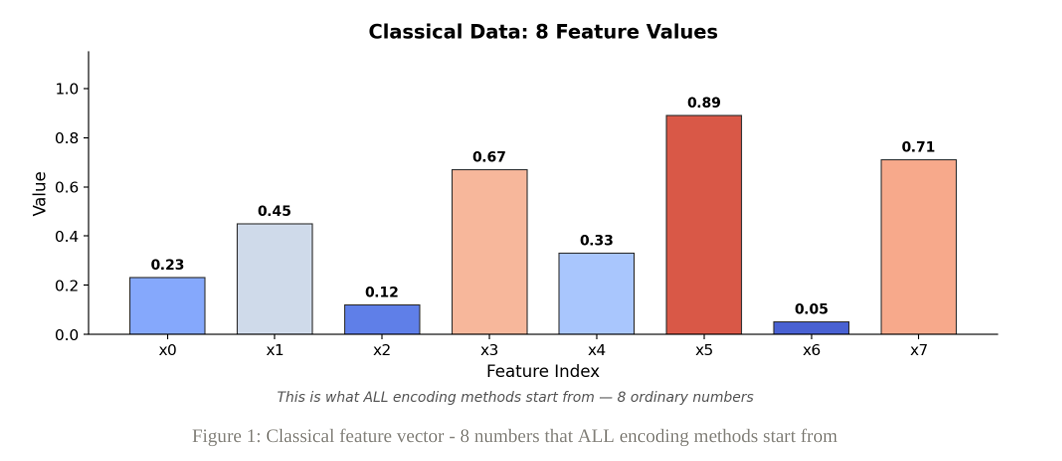 Classical Data: 8 Feature Values
1.0
0.8
0.6
0.4
0.2
0.0
Value
0.23
0.45
0.12
0.67
0.33
0.89
0.05
0.71
x0 x1 x2 x3 x4 x5 x6 x7
Feature Index
This is what ALL encoding methods start from — 8 ordinary numbers
Figure 1: Classical feature vector - 8 numbers that ALL encoding methods start from